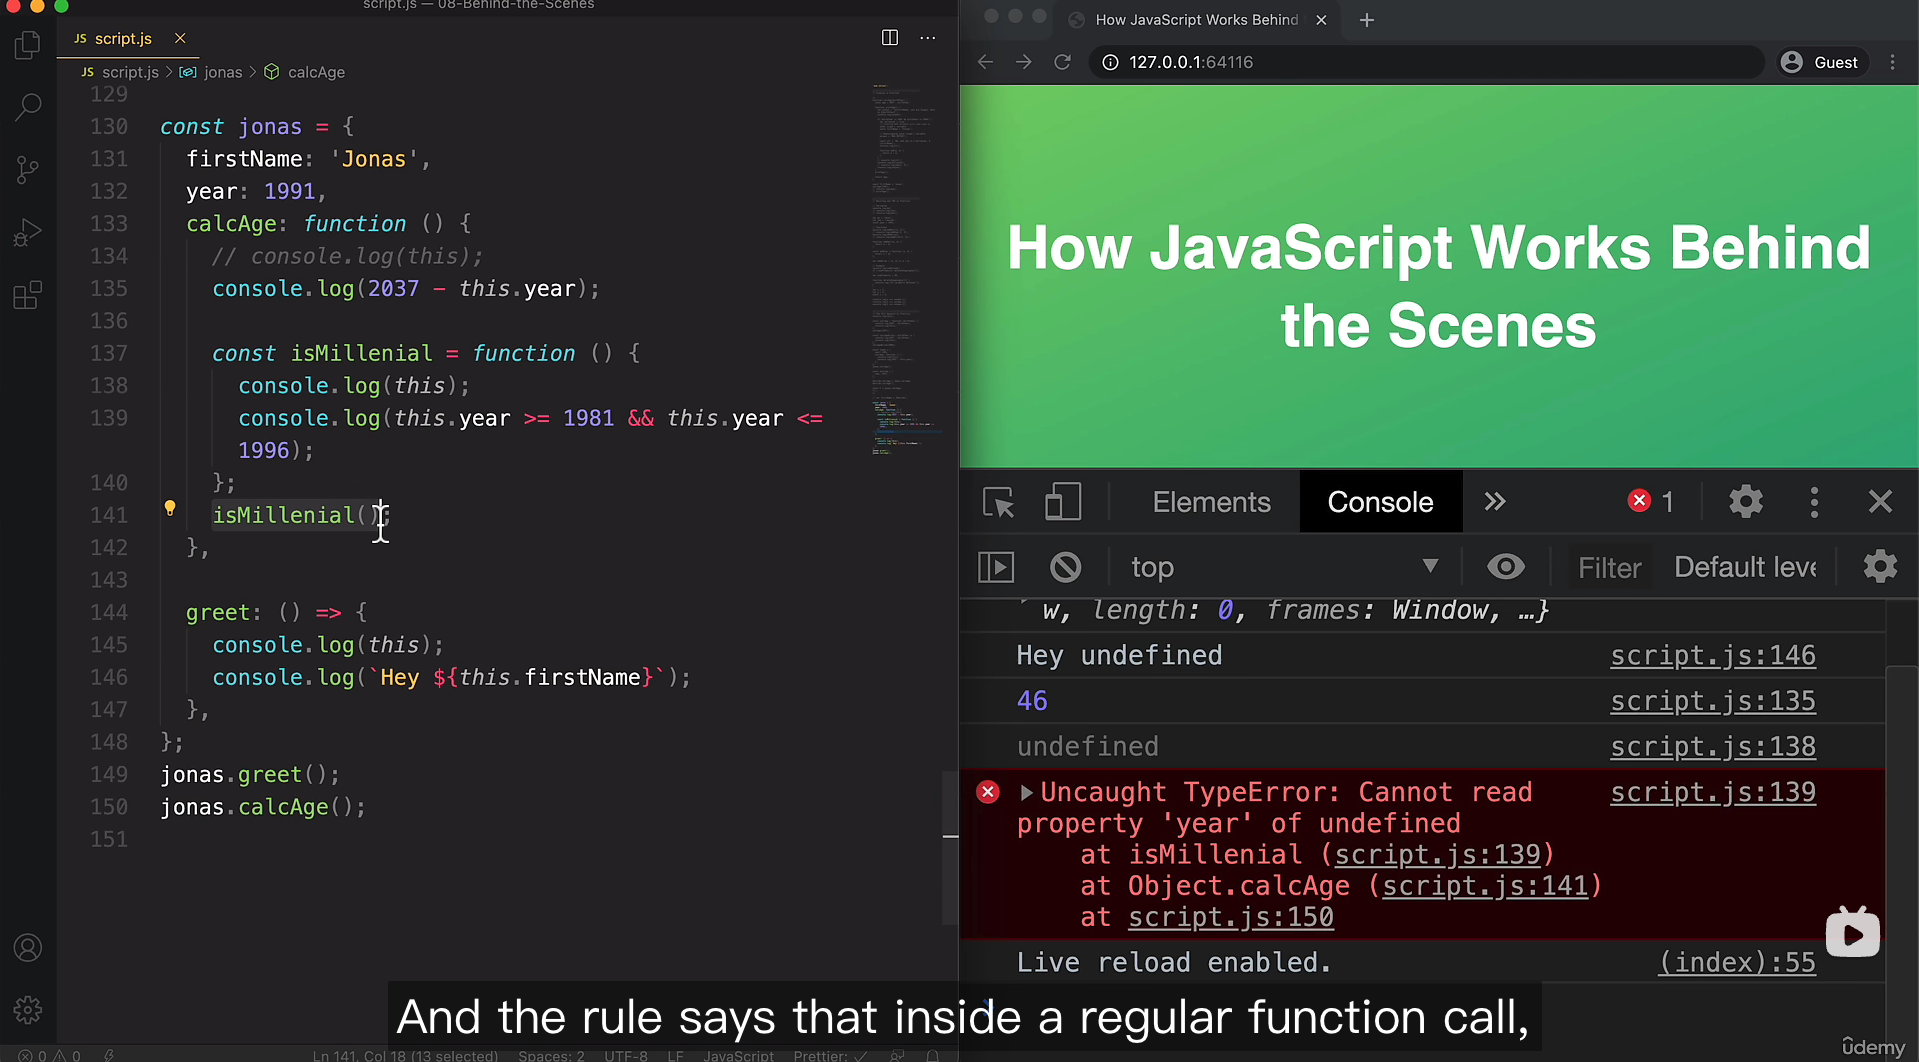 script.js — 08-Behind-the-Scenes
JS script.js
JS script.js > jonas > calcAge
129
130 const jonas = {
131 firstName: 'Jonas',
132 year: 1991,
133 calcAge: function () {
134 // console.log(this);
135 console.log(2037 - this.year);
136
137 const isMillenial = function () {
138 console.log(this);
139 console.log(this.year >= 1981 && this.year <=
1996);
140 };
141 isMillenial();
142 },
143
144 greet: () => {
145 console.log(this);
146 console.log(`Hey ${this.firstName}`);
147 },
148 };
149 jonas.greet();
150 jonas.calcAge();
151
0 0
Ln 141, Col 18 (13 selected) Spaces: 2 UTF-8 LF JavaScript Prettier: ✓
How JavaScript Works Behind
127.0.0.1:64116
Guest
How JavaScript Works Behind
the Scenes
Elements Console » 1
top Filter Default leve
w, length: 0, frames: Window, …}
Hey undefined script.js:146
46 script.js:135
undefined script.js:138
Uncaught TypeError: Cannot read script.js:139
property 'year' of undefined
at isMillenial (script.js:139)
at Object.calcAge (script.js:141)
at script.js:150
Live reload enabled. (index):55
And the rule says that inside a regular function call,
ûdemy